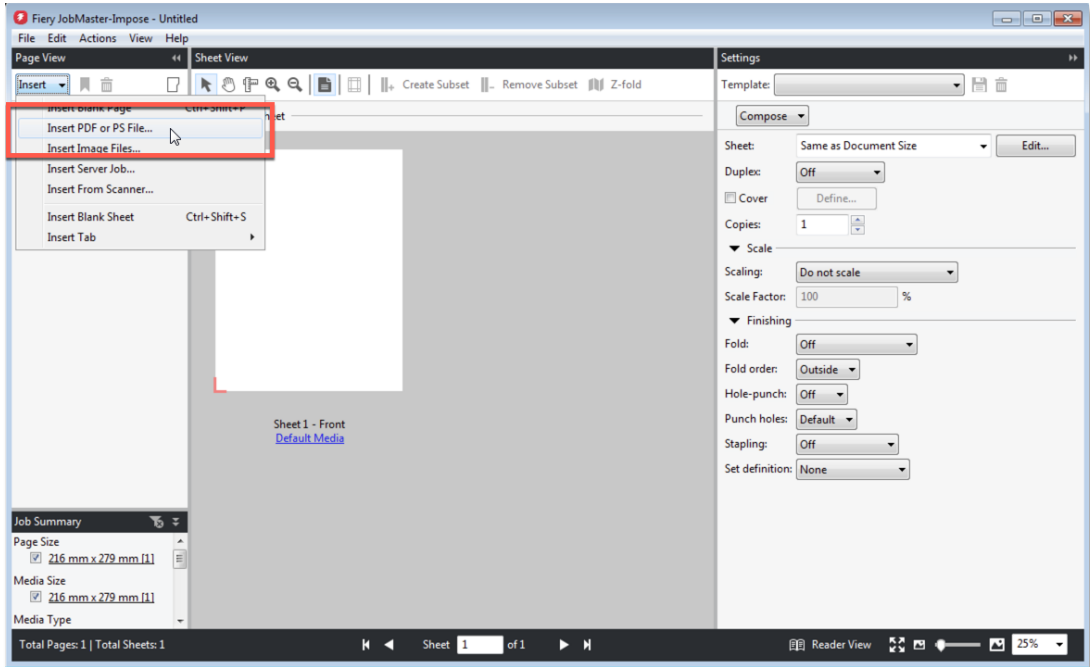 Fiery JobMaster-Impose - Untitled
File Edit Actions View Help
Page View
Sheet View
Settings
Insert
Create Subset
Remove Subset
Z-fold
Template:
Insert Blank Page Ctrl+Shift+P
Insert PDF or PS File...
Insert Image Files...
Insert Server Job...
Insert From Scanner...
Insert Blank Sheet Ctrl+Shift+S
Insert Tab
Compose
Sheet: Same as Document Size Edit...
Duplex: Off
Cover Define...
Copies: 1
Scale
Scaling: Do not scale
Scale Factor: 100 %
Finishing
Fold: Off
Fold order: Outside
Hole-punch: Off
Punch holes: Default
Stapling: Off
Set definition: None
Sheet 1 - Front
Default Media
Job Summary
Page Size
216 mm x 279 mm [1]
Media Size
216 mm x 279 mm [1]
Media Type
Total Pages: 1 | Total Sheets: 1
Sheet 1 of 1
Reader View
25%